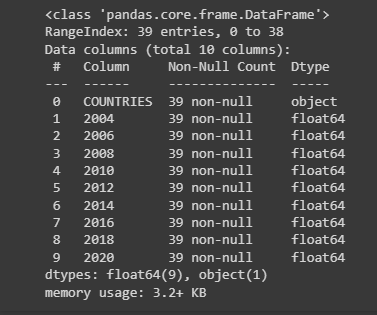 <class 'pandas.core.frame.DataFrame'>
RangeIndex: 39 entries, 0 to 38
Data columns (total 10 columns):
 #   Column     Non-Null Count  Dtype
---  ------     --------------  -----
 0   COUNTRIES  39 non-null     object
 1   2004       39 non-null     float64
 2   2006       39 non-null     float64
 3   2008       39 non-null     float64
 4   2010       39 non-null     float64
 5   2012       39 non-null     float64
 6   2014       39 non-null     float64
 7   2016       39 non-null     float64
 8   2018       39 non-null     float64
 9   2020       39 non-null     float64
dtypes: float64(9), object(1)
memory usage: 3.2+ KB